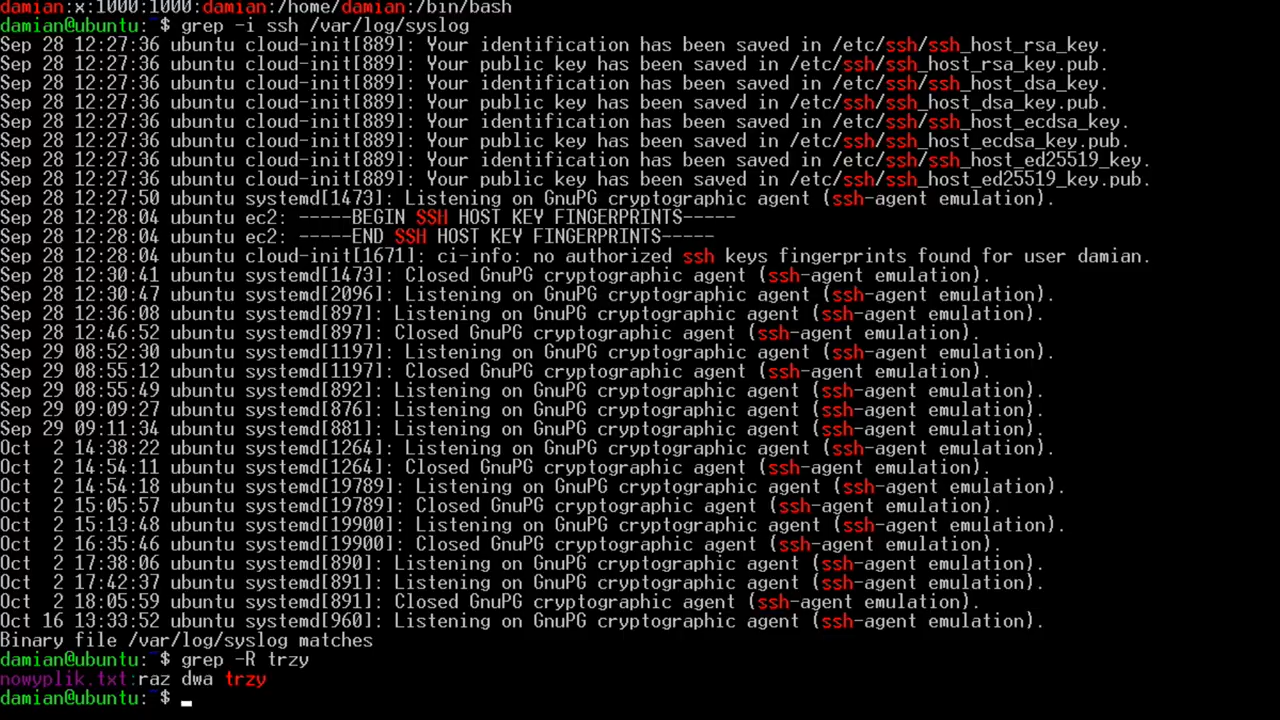 damian:x:1000:1000:damian:/home/damian:/bin/bash
damian@ubuntu:~$ grep -i ssh /var/log/syslog
Sep 28 12:27:36 ubuntu cloud-init[889]: Your identification has been saved in /etc/ssh/ssh_host_rsa_key.
Sep 28 12:27:36 ubuntu cloud-init[889]: Your public key has been saved in /etc/ssh/ssh_host_rsa_key.pub.
Sep 28 12:27:36 ubuntu cloud-init[889]: Your identification has been saved in /etc/ssh/ssh_host_dsa_key.
Sep 28 12:27:36 ubuntu cloud-init[889]: Your public key has been saved in /etc/ssh/ssh_host_dsa_key.pub.
Sep 28 12:27:36 ubuntu cloud-init[889]: Your identification has been saved in /etc/ssh/ssh_host_ecdsa_key.
Sep 28 12:27:36 ubuntu cloud-init[889]: Your public key has been saved in /etc/ssh/ssh_host_ecdsa_key.pub.
Sep 28 12:27:36 ubuntu cloud-init[889]: Your identification has been saved in /etc/ssh/ssh_host_ed25519_key.
Sep 28 12:27:36 ubuntu cloud-init[889]: Your public key has been saved in /etc/ssh/ssh_host_ed25519_key.pub.
Sep 28 12:27:50 ubuntu systemd[1473]: Listening on GnuPG cryptographic agent (ssh-agent emulation).
Sep 28 12:28:04 ubuntu ec2: -----BEGIN SSH HOST KEY FINGERPRINTS-----
Sep 28 12:28:04 ubuntu ec2: -----END SSH HOST KEY FINGERPRINTS-----
Sep 28 12:28:04 ubuntu cloud-init[1671]: ci-info: no authorized ssh keys fingerprints found for user damian.
Sep 28 12:30:41 ubuntu systemd[1473]: Closed GnuPG cryptographic agent (ssh-agent emulation).
Sep 28 12:30:47 ubuntu systemd[2096]: Listening on GnuPG cryptographic agent (ssh-agent emulation).
Sep 28 12:36:08 ubuntu systemd[897]: Listening on GnuPG cryptographic agent (ssh-agent emulation).
Sep 28 12:46:52 ubuntu systemd[897]: Closed GnuPG cryptographic agent (ssh-agent emulation).
Sep 29 08:52:30 ubuntu systemd[1197]: Listening on GnuPG cryptographic agent (ssh-agent emulation).
Sep 29 08:55:12 ubuntu systemd[1197]: Closed GnuPG cryptographic agent (ssh-agent emulation).
Sep 29 08:55:49 ubuntu systemd[892]: Listening on GnuPG cryptographic agent (ssh-agent emulation).
Sep 29 09:09:27 ubuntu systemd[876]: Listening on GnuPG cryptographic agent (ssh-agent emulation).
Sep 29 09:11:34 ubuntu systemd[881]: Listening on GnuPG cryptographic agent (ssh-agent emulation).
Oct  2 14:38:22 ubuntu systemd[1264]: Listening on GnuPG cryptographic agent (ssh-agent emulation).
Oct  2 14:54:11 ubuntu systemd[1264]: Closed GnuPG cryptographic agent (ssh-agent emulation).
Oct  2 14:54:18 ubuntu systemd[19789]: Listening on GnuPG cryptographic agent (ssh-agent emulation).
Oct  2 15:05:57 ubuntu systemd[19789]: Closed GnuPG cryptographic agent (ssh-agent emulation).
Oct  2 15:13:48 ubuntu systemd[19900]: Listening on GnuPG cryptographic agent (ssh-agent emulation).
Oct  2 16:35:46 ubuntu systemd[19900]: Closed GnuPG cryptographic agent (ssh-agent emulation).
Oct  2 17:38:06 ubuntu systemd[890]: Listening on GnuPG cryptographic agent (ssh-agent emulation).
Oct  2 17:42:37 ubuntu systemd[891]: Listening on GnuPG cryptographic agent (ssh-agent emulation).
Oct  2 18:05:59 ubuntu systemd[891]: Closed GnuPG cryptographic agent (ssh-agent emulation).
Oct 16 13:33:52 ubuntu systemd[960]: Listening on GnuPG cryptographic agent (ssh-agent emulation).
Binary file /var/log/syslog matches
damian@ubuntu:~$ grep -R trzy
nowyplik.txt:raz dwa trzy
damian@ubuntu:~$ _